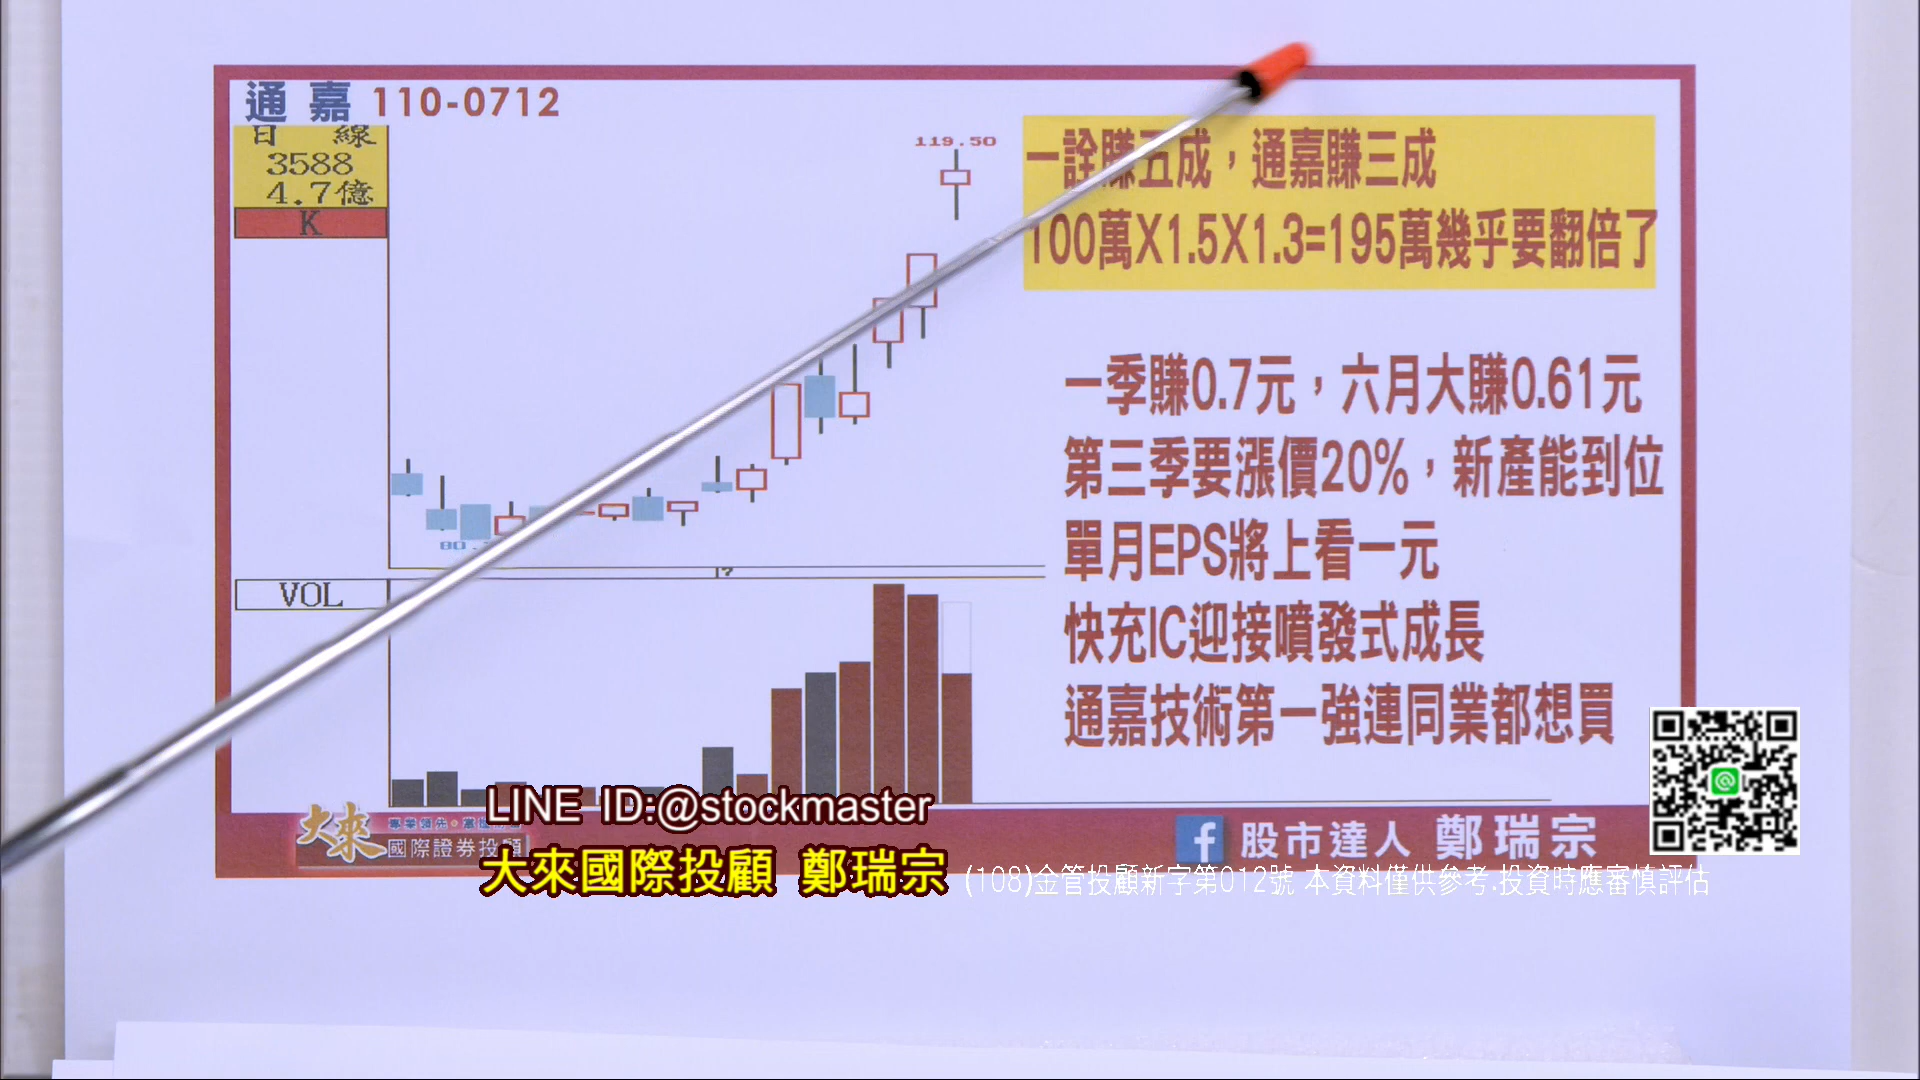 通嘉 110-0712
日 線
3588
4.7億
K
119.50
VOL
一詮賺五成，通嘉賺三成
100萬X1.5X1.3=195萬幾乎要翻倍了
一季賺0.7元，六月大賺0.61元
第三季要漲價20%，新產能到位
單月EPS將上看一元
快充IC迎接噴發式成長
通嘉技術第一強連同業都想買
LINE ID:@stockmaster
大來
國際證券投顧
股市達人 鄭瑞宗
大來國際投顧 鄭瑞宗
(108)金管投顧新字第012號 本資料僅供參考.投資時應審慎評估